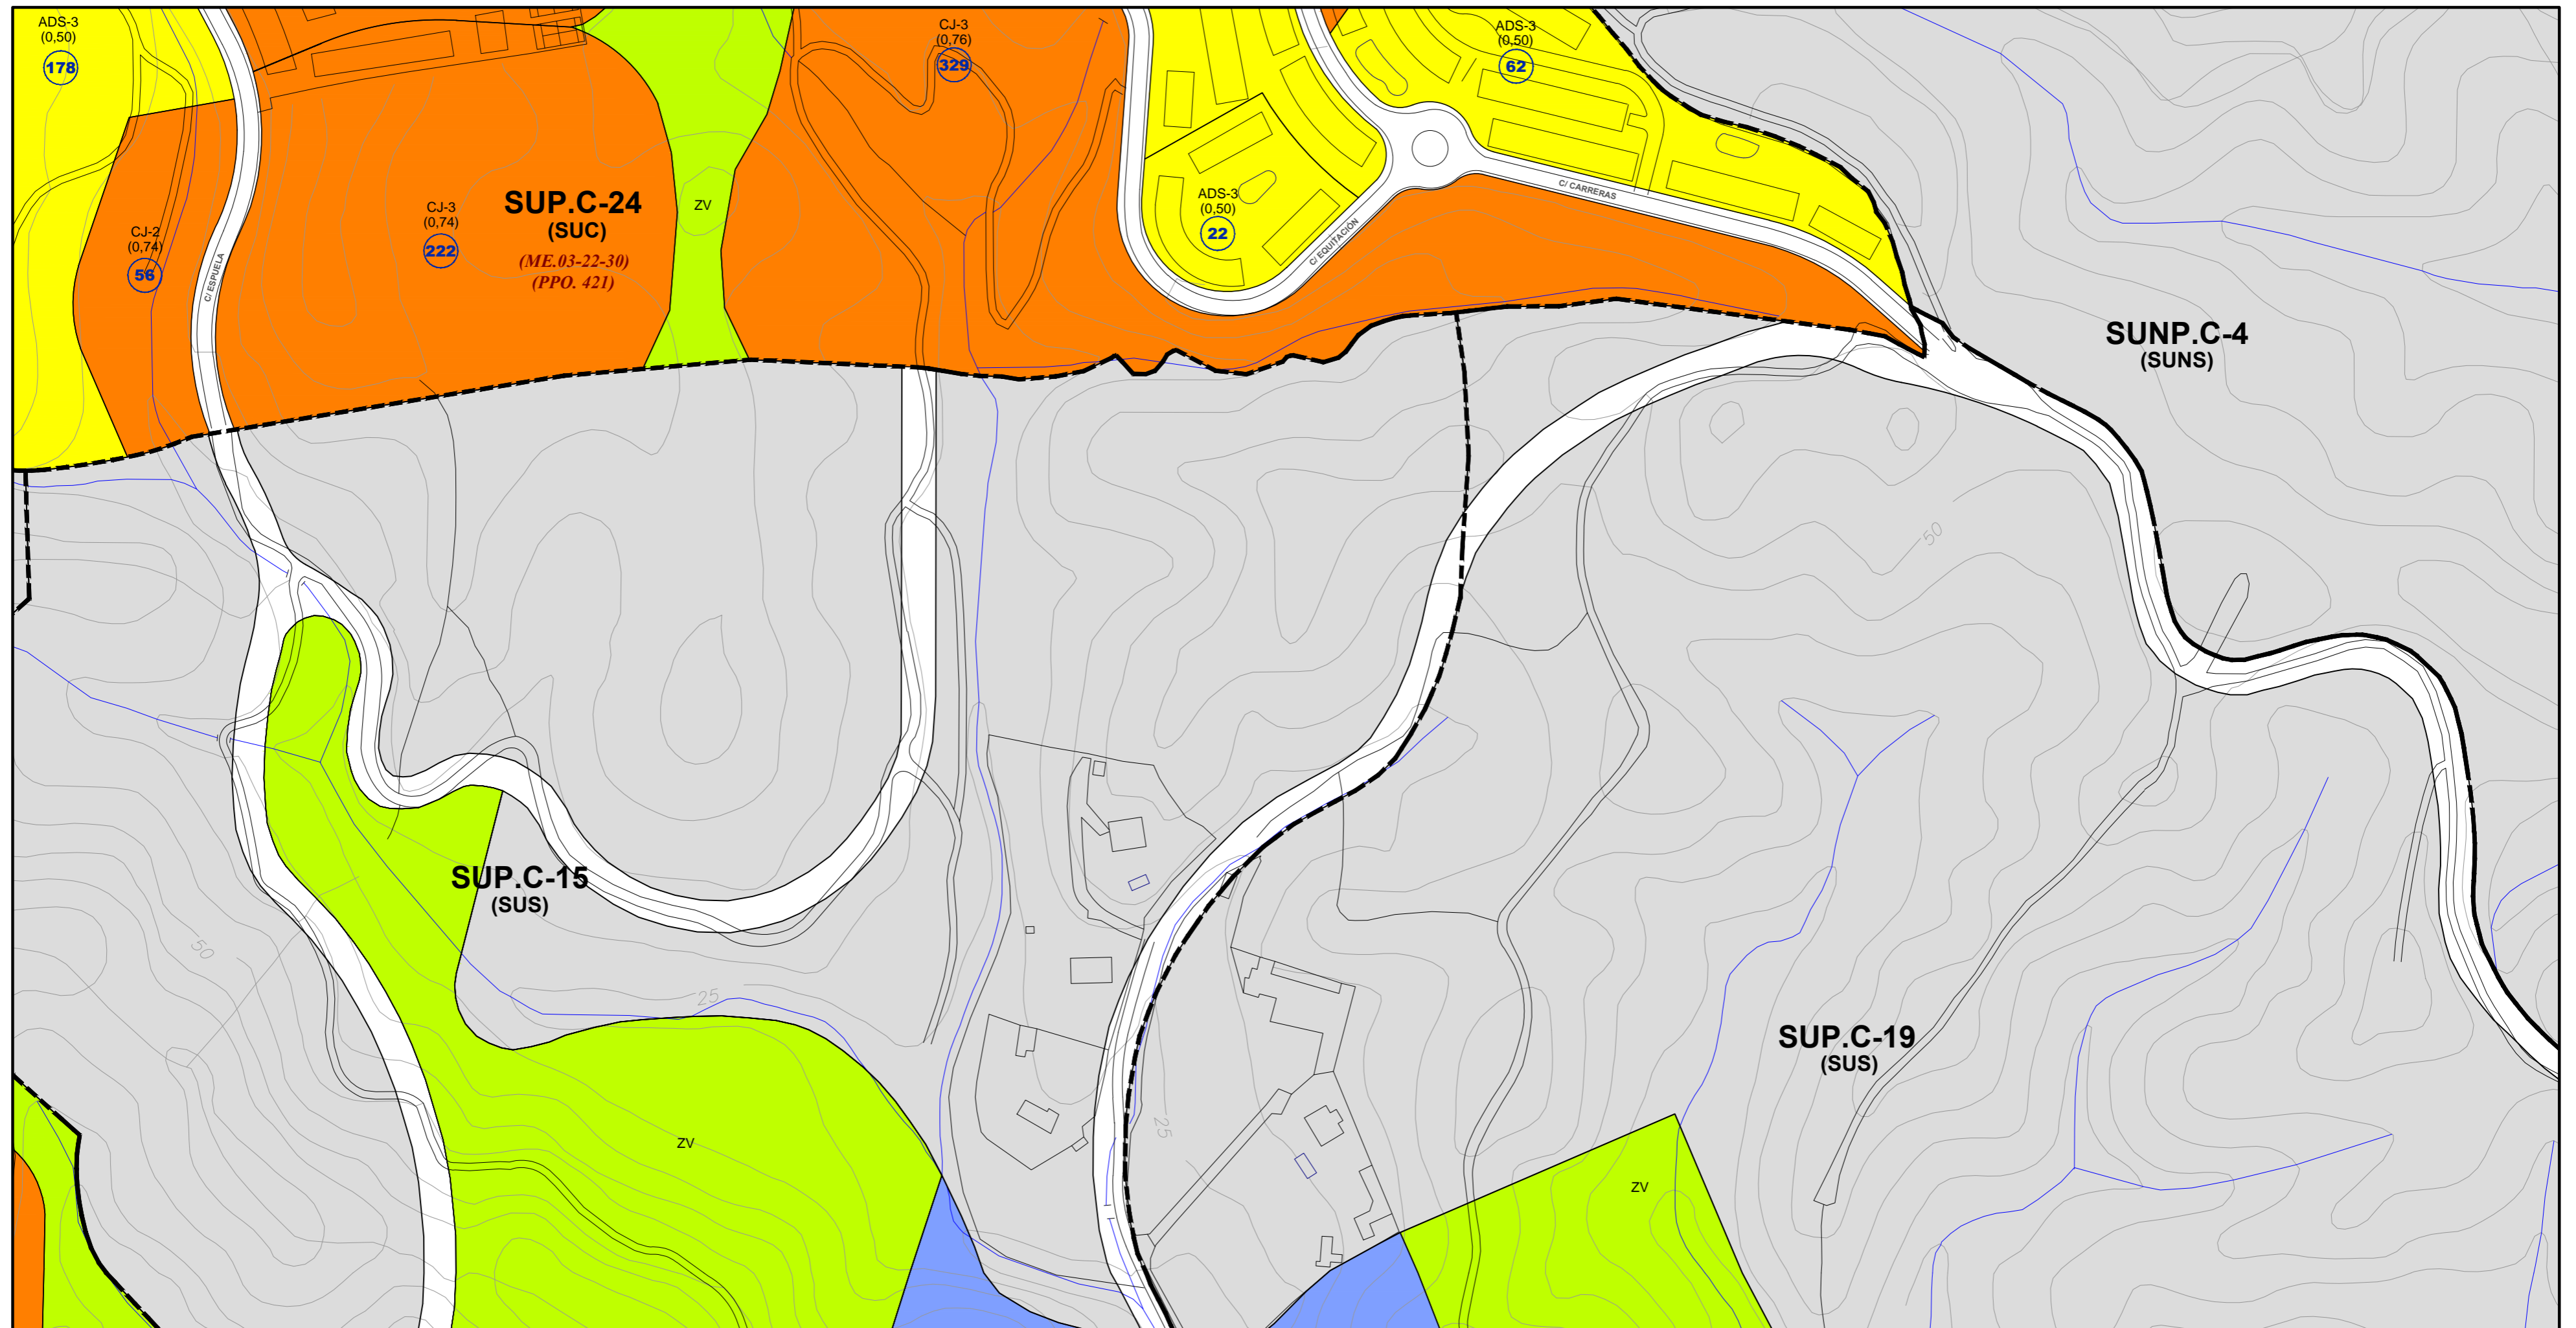 ADS-3
(0,50)
178
CJ-3
(0,76)
329
ADS-3
(0,50)
62
CJ-2
(0,74)
56
C/ ESPUELA
CJ-3
(0,74)
222
SUP.C-24
(SUC)
(ME.03-22-30)
(PPO. 421)
ZV
ADS-3
(0,50)
22
C/ EQUITACIÓN
C/ CARRERAS
SUNP.C-4
(SUNS)
50
SUP.C-15
(SUS)
50
25
SUP.C-19
(SUS)
25
ZV
ZV